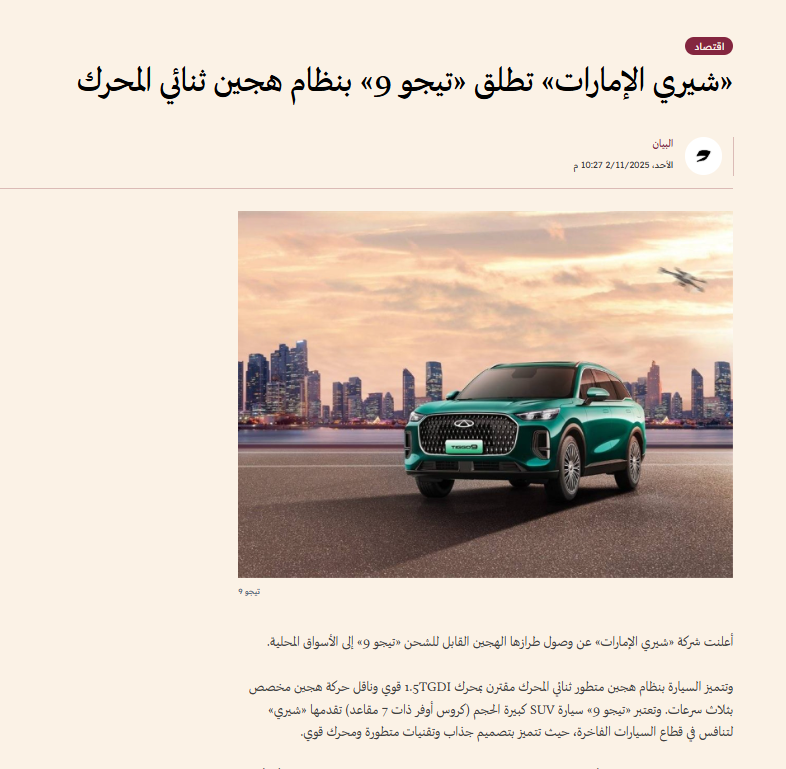 اقتصاد
«شيري الإمارات» تطلق «تيجو 9» بنظام هجين ثنائي المحرك
البيان
الأحد، 2/11/2025 10:27 م
TIGGO9
تيجو 9
أعلنت شركة «شيري الإمارات» عن وصول طرازها الهجين القابل للشحن «تيجو 9» إلى الأسواق المحلية.
وتتميز السيارة بنظام هجين متطور ثنائي المحرك مقترن بمحرك 1.5TGDI قوي وناقل حركة هجين مخصص
بثلاث سرعات. وتعتبر «تيجو 9» سيارة SUV كبيرة الحجم (كروس أوفر ذات 7 مقاعد) تقدمها «شيري»
لتنافس في قطاع السيارات الفاخرة، حيث تتميز بتصميم جذاب وتقنيات متطورة ومحرك قوي.